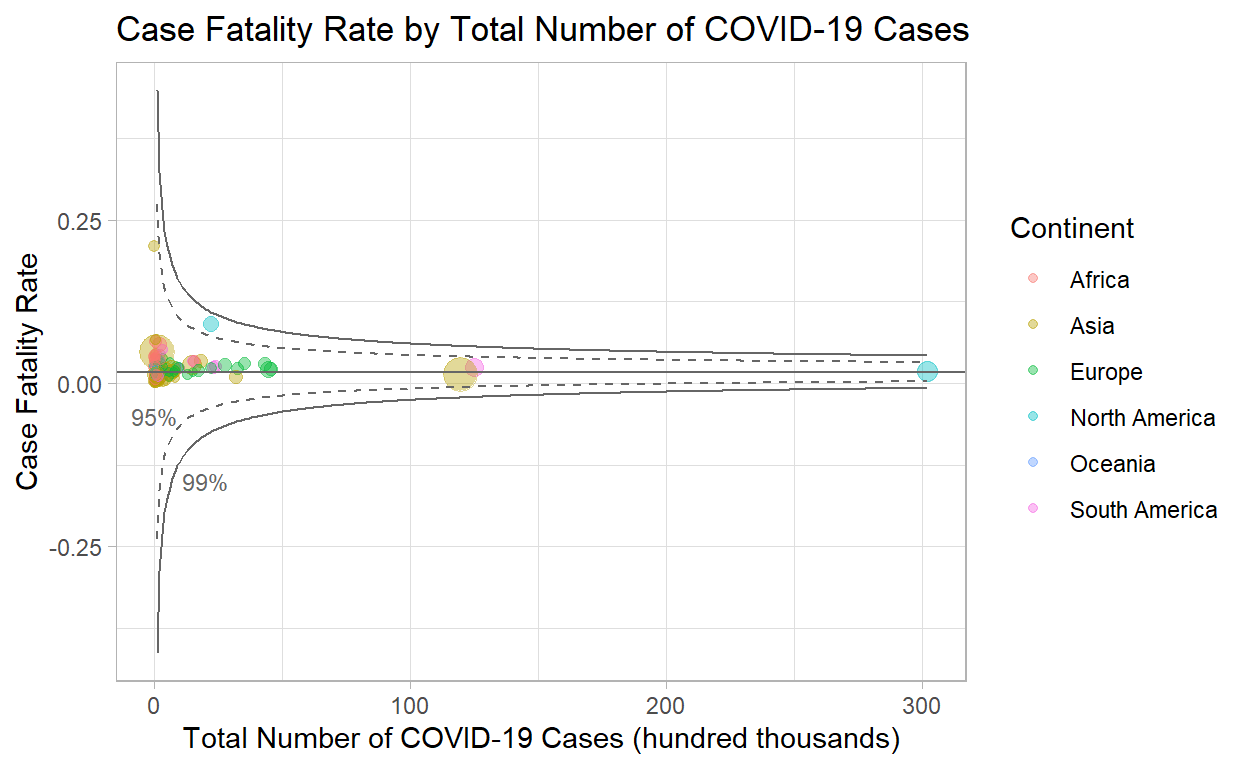 Case Fatality Rate by Total Number of COVID-19 Cases
Case Fatality Rate
0.25
0.00
-0.25
95%
99%
0
100
200
300
Total Number of COVID-19 Cases (hundred thousands)
Continent
Africa
Asia
Europe
North America
Oceania
South America